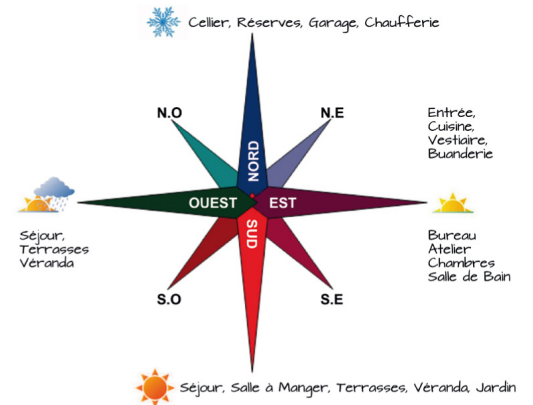 Cellier, Réserves, Garage, Chaufferie
N.O
N.E
Entrée,
Cuisine,
Vestiaire,
Buanderie
NORD
OUEST
EST
SUD
Séjour,
Terrasses
Véranda
Bureau
Atelier
Chambres
Salle de Bain
S.O
S.E
Séjour, Salle à Manger, Terrasses, Véranda, Jardin